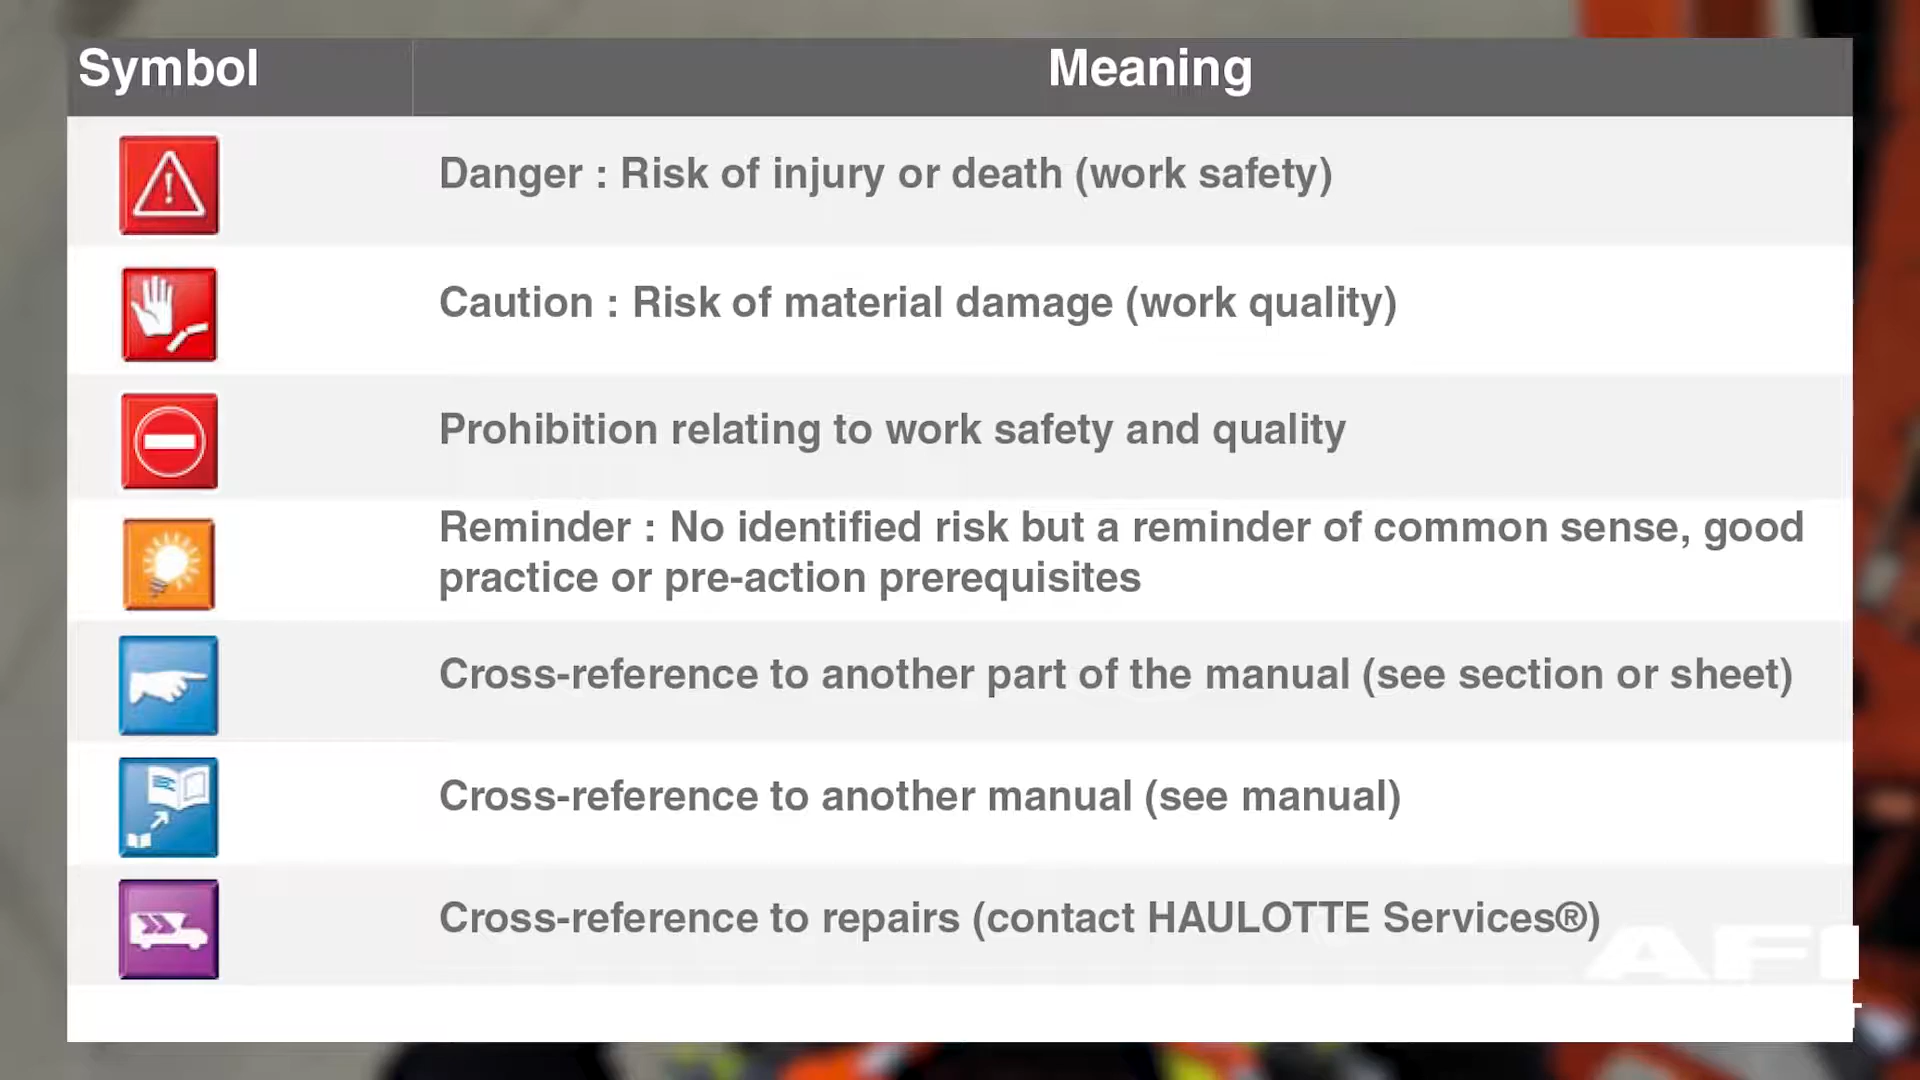 Symbol Meaning
Danger : Risk of injury or death (work safety)
Caution : Risk of material damage (work quality)
Prohibition relating to work safety and quality
Reminder : No identified risk but a reminder of common sense, good
practice or pre-action prerequisites
Cross-reference to another part of the manual (see section or sheet)
Cross-reference to another manual (see manual)
Cross-reference to repairs (contact HAULOTTE Services®)